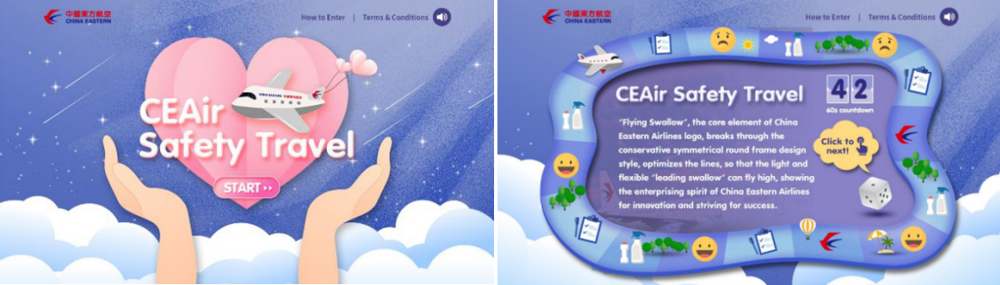 中國東方航空
CHINA EASTERN
How to Enter | Terms & Conditions
CEAir
Safety Travel
START
中國東方航空
CHINA EASTERN
How to Enter | Terms & Conditions
CEAir Safety Travel
42
60s countdown
"Flying Swallow", the core element of China
Eastern Airlines logo, breaks through the
conservative symmetrical round frame design
style, optimizes the lines, so that the light and
flexible "leading swallow" can fly high, showing
the enterprising spirit of China Eastern Airlines
for innovation and striving for success.
Click to
next!